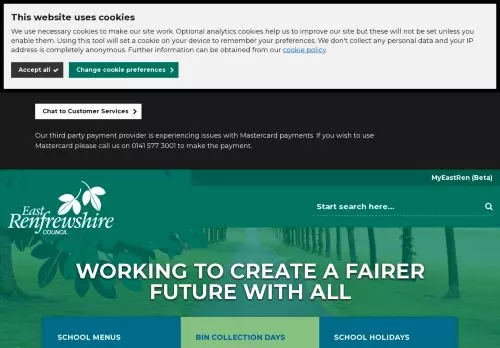 This website uses cookies
We use necessary cookies to make our site work. Optional analytics cookies help us to improve our site but these will not be set unless you
enable them. Using this tool will set a cookie on your device to remember your preferences. We don't collect any personal data and your IP
address is completely anonymous. Further information can be obtained from our cookie policy.
Accept all
Change cookie preferences
Chat to Customer Services
Our third party payment provider is experiencing issues with Mastercard payments. If you wish to use
Mastercard please call us on 0141 577 3001 to make the payment.
MyEastRen (Beta)
East
Renfrewshire
COUNCIL
Start search here...
WORKING TO CREATE A FAIRER
FUTURE WITH ALL
SCHOOL MENUS
BIN COLLECTION DAYS
SCHOOL HOLIDAYS